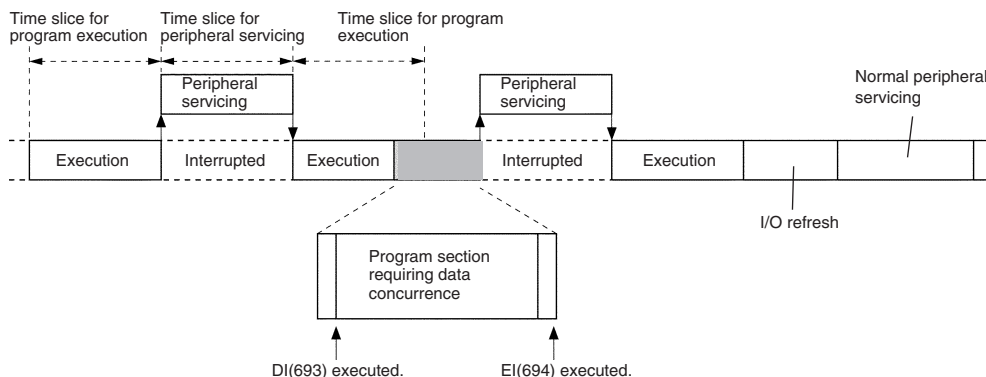 Time slice for
program execution
Time slice for
peripheral servicing
Time slice for program
execution
Peripheral
servicing
Peripheral
servicing
Normal peripheral
servicing
Execution
Interrupted
Execution
Interrupted
Execution
I/O refresh
Program section
requiring data
concurrence
DI(693) executed.
EI(694) executed.